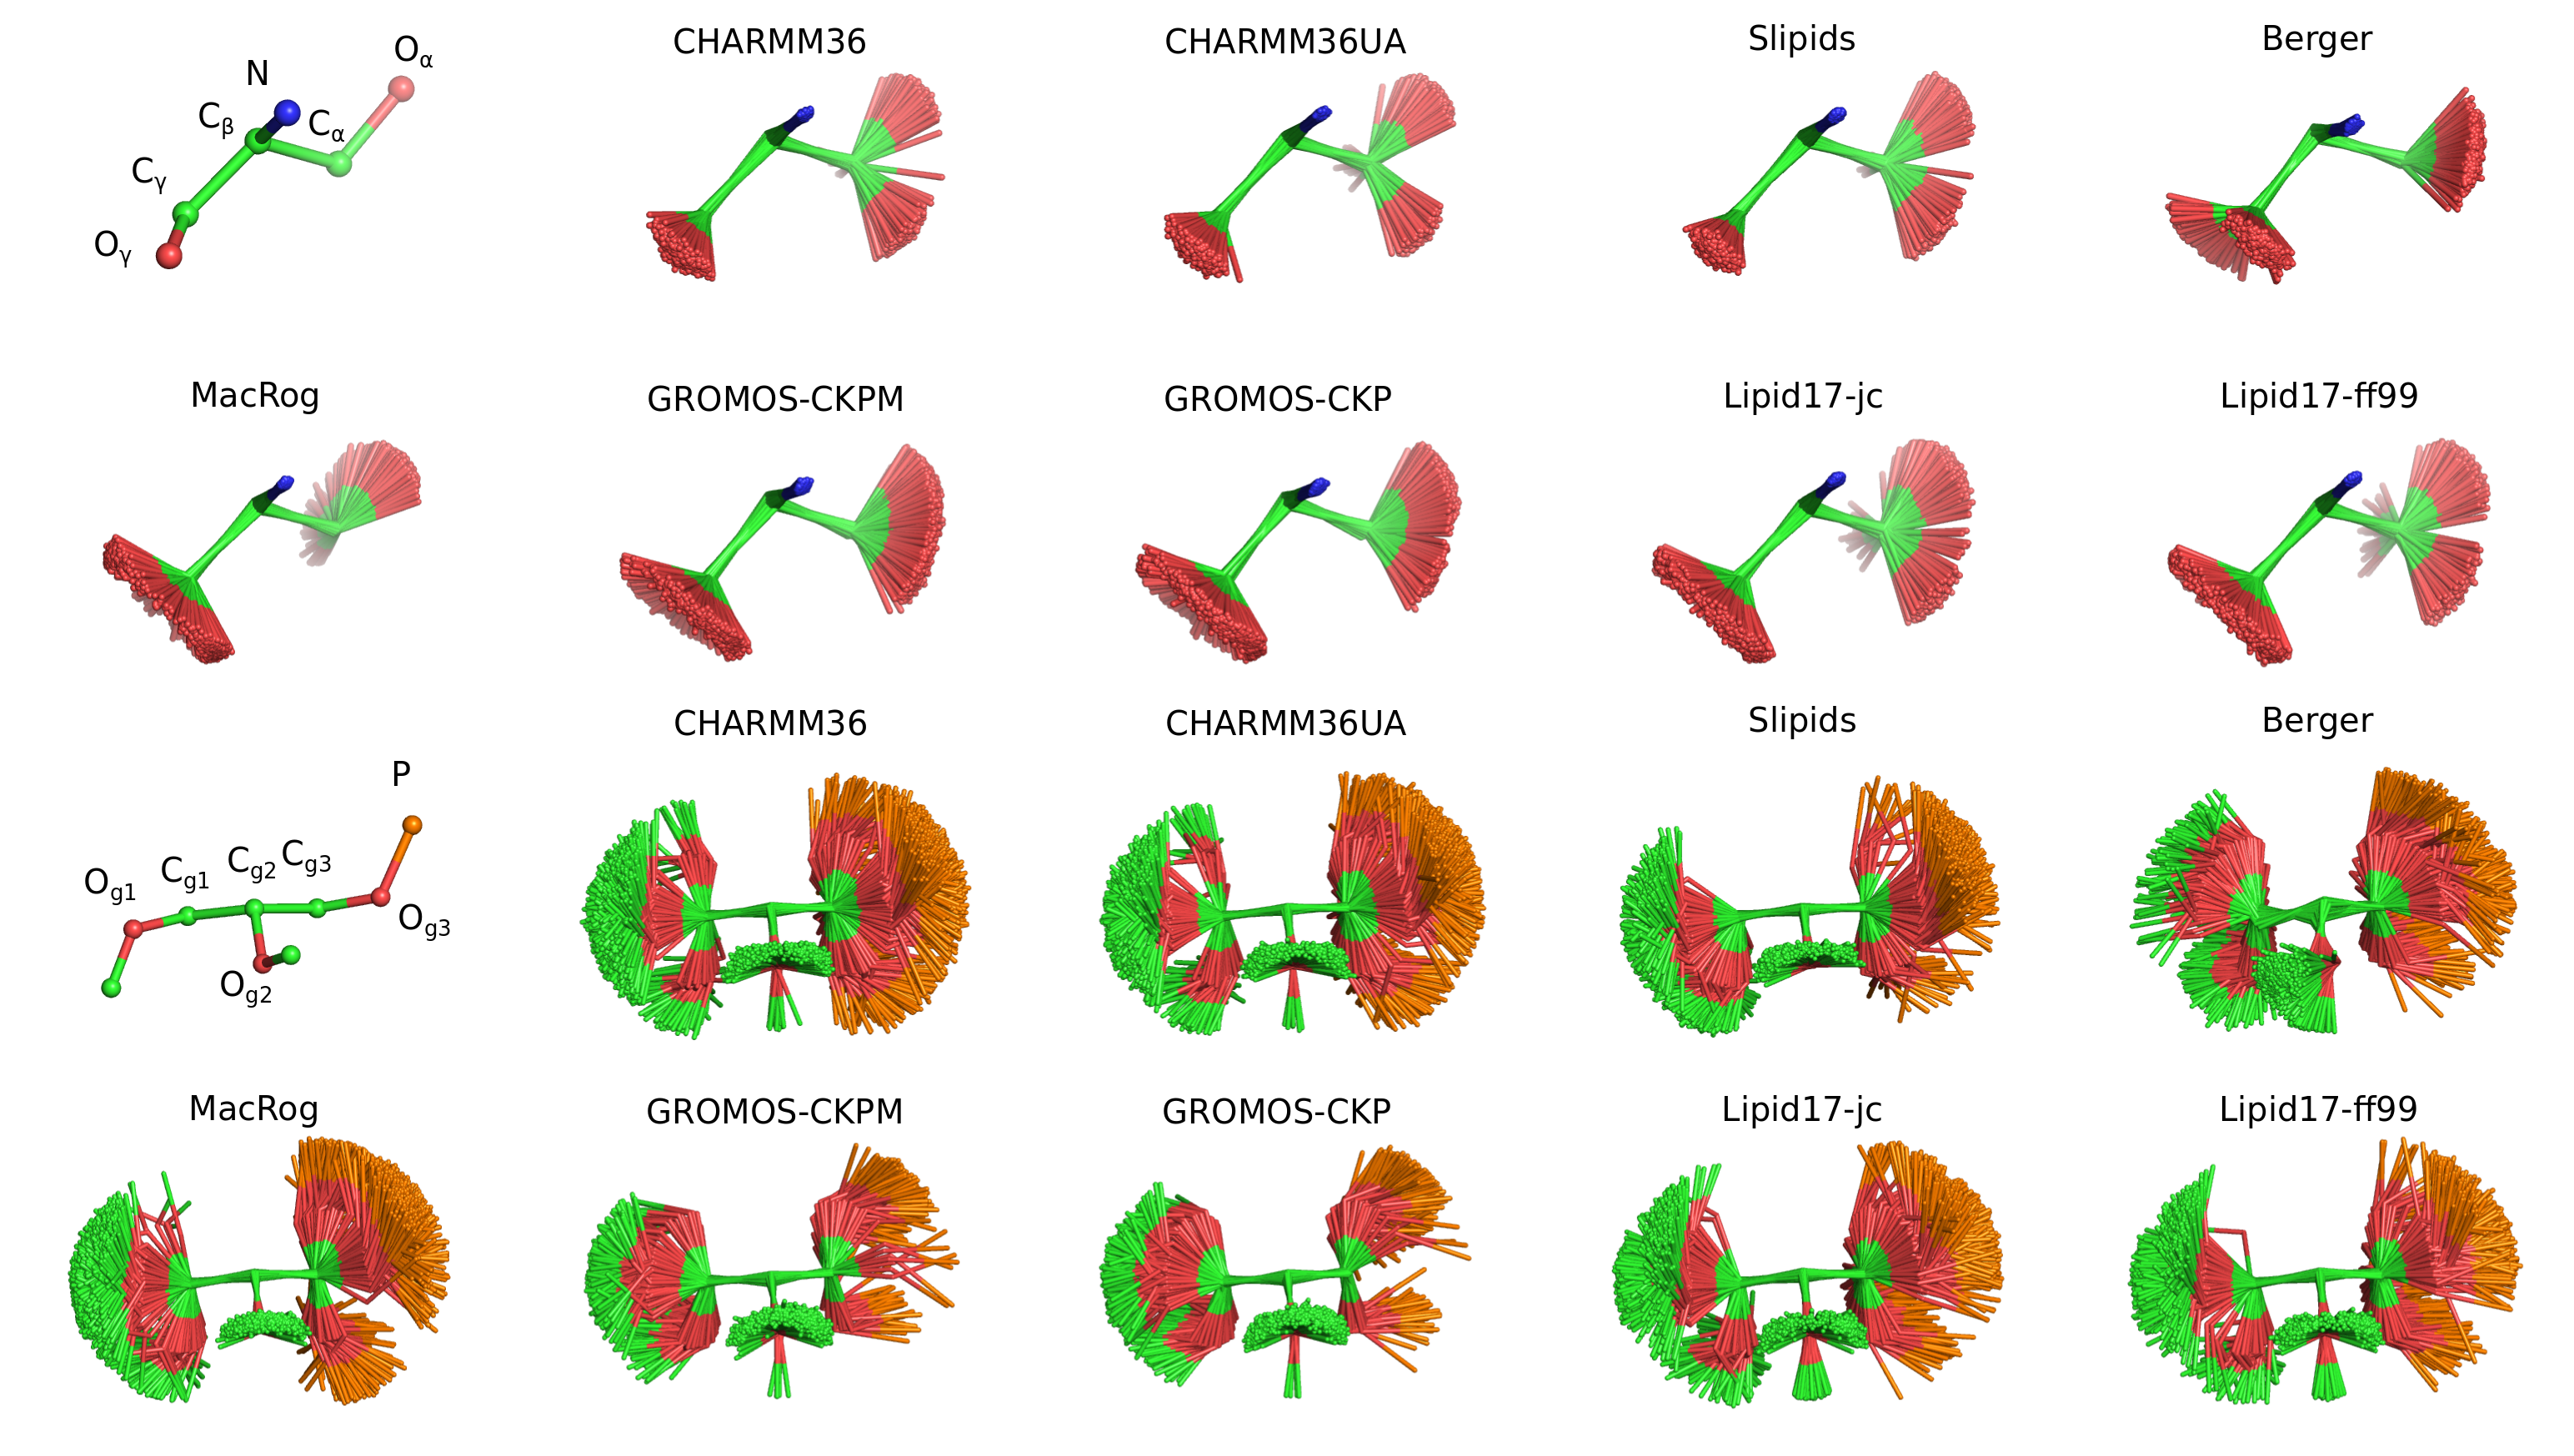 CHARMM36
CHARMM36UA
Slipids
Berger
N
Oα
Cβ
Cα
Cγ
Oγ
MacRog
GROMOS-CKPM
GROMOS-CKP
Lipid17-jc
Lipid17-ff99
CHARMM36
CHARMM36UA
Slipids
Berger
P
Og1
Cg1
Cg2
Cg3
Og3
Og2
MacRog
GROMOS-CKPM
GROMOS-CKP
Lipid17-jc
Lipid17-ff99